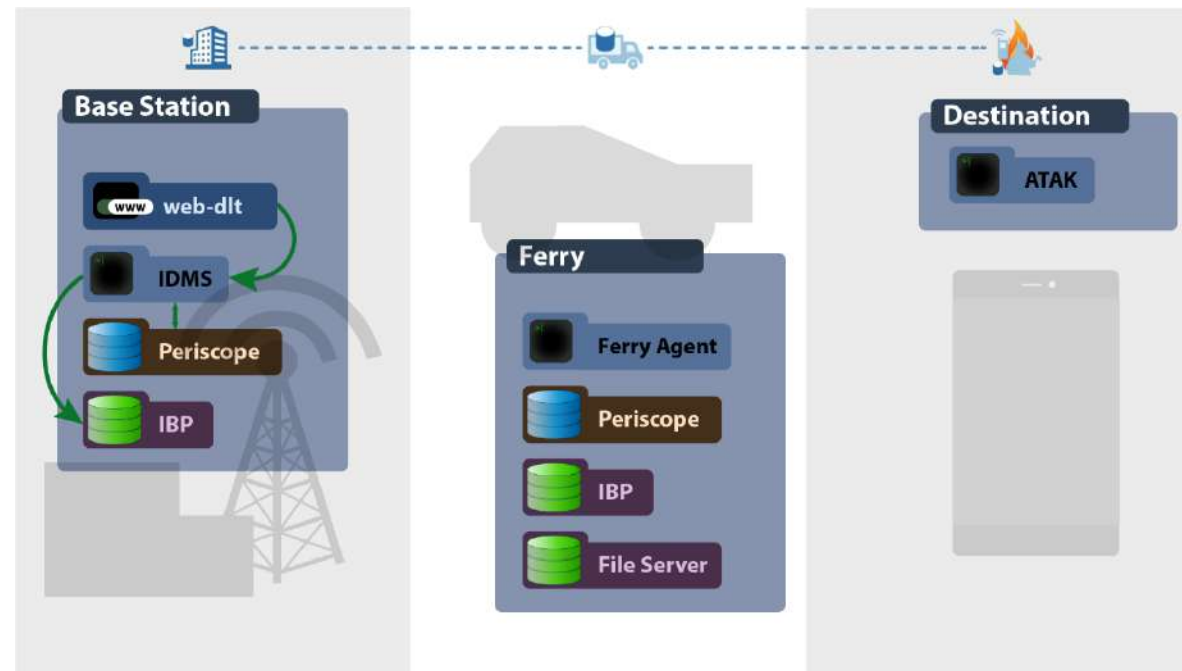 Base Station
www web-dlt
IDMS
Periscope
IBP
Ferry
Ferry Agent
Periscope
IBP
File Server
Destination
ATAK